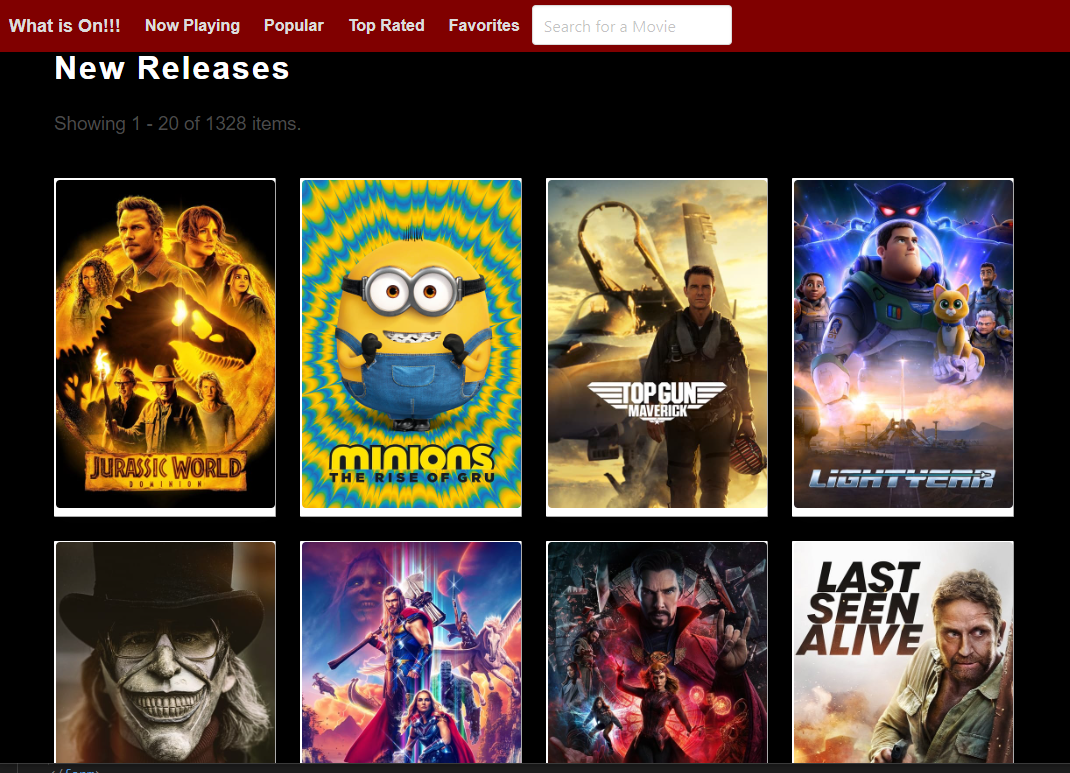 What is On!!! Now Playing Popular Top Rated Favorites Search for a Movie
New Releases
Showing 1 - 20 of 1328 items.
JURASSIC WORLD
DOMINION
minions
THE RISE OF GRU
TOP GUN
MAVERICK
LIGHTYEAR
LAST
SEEN
ALIVE